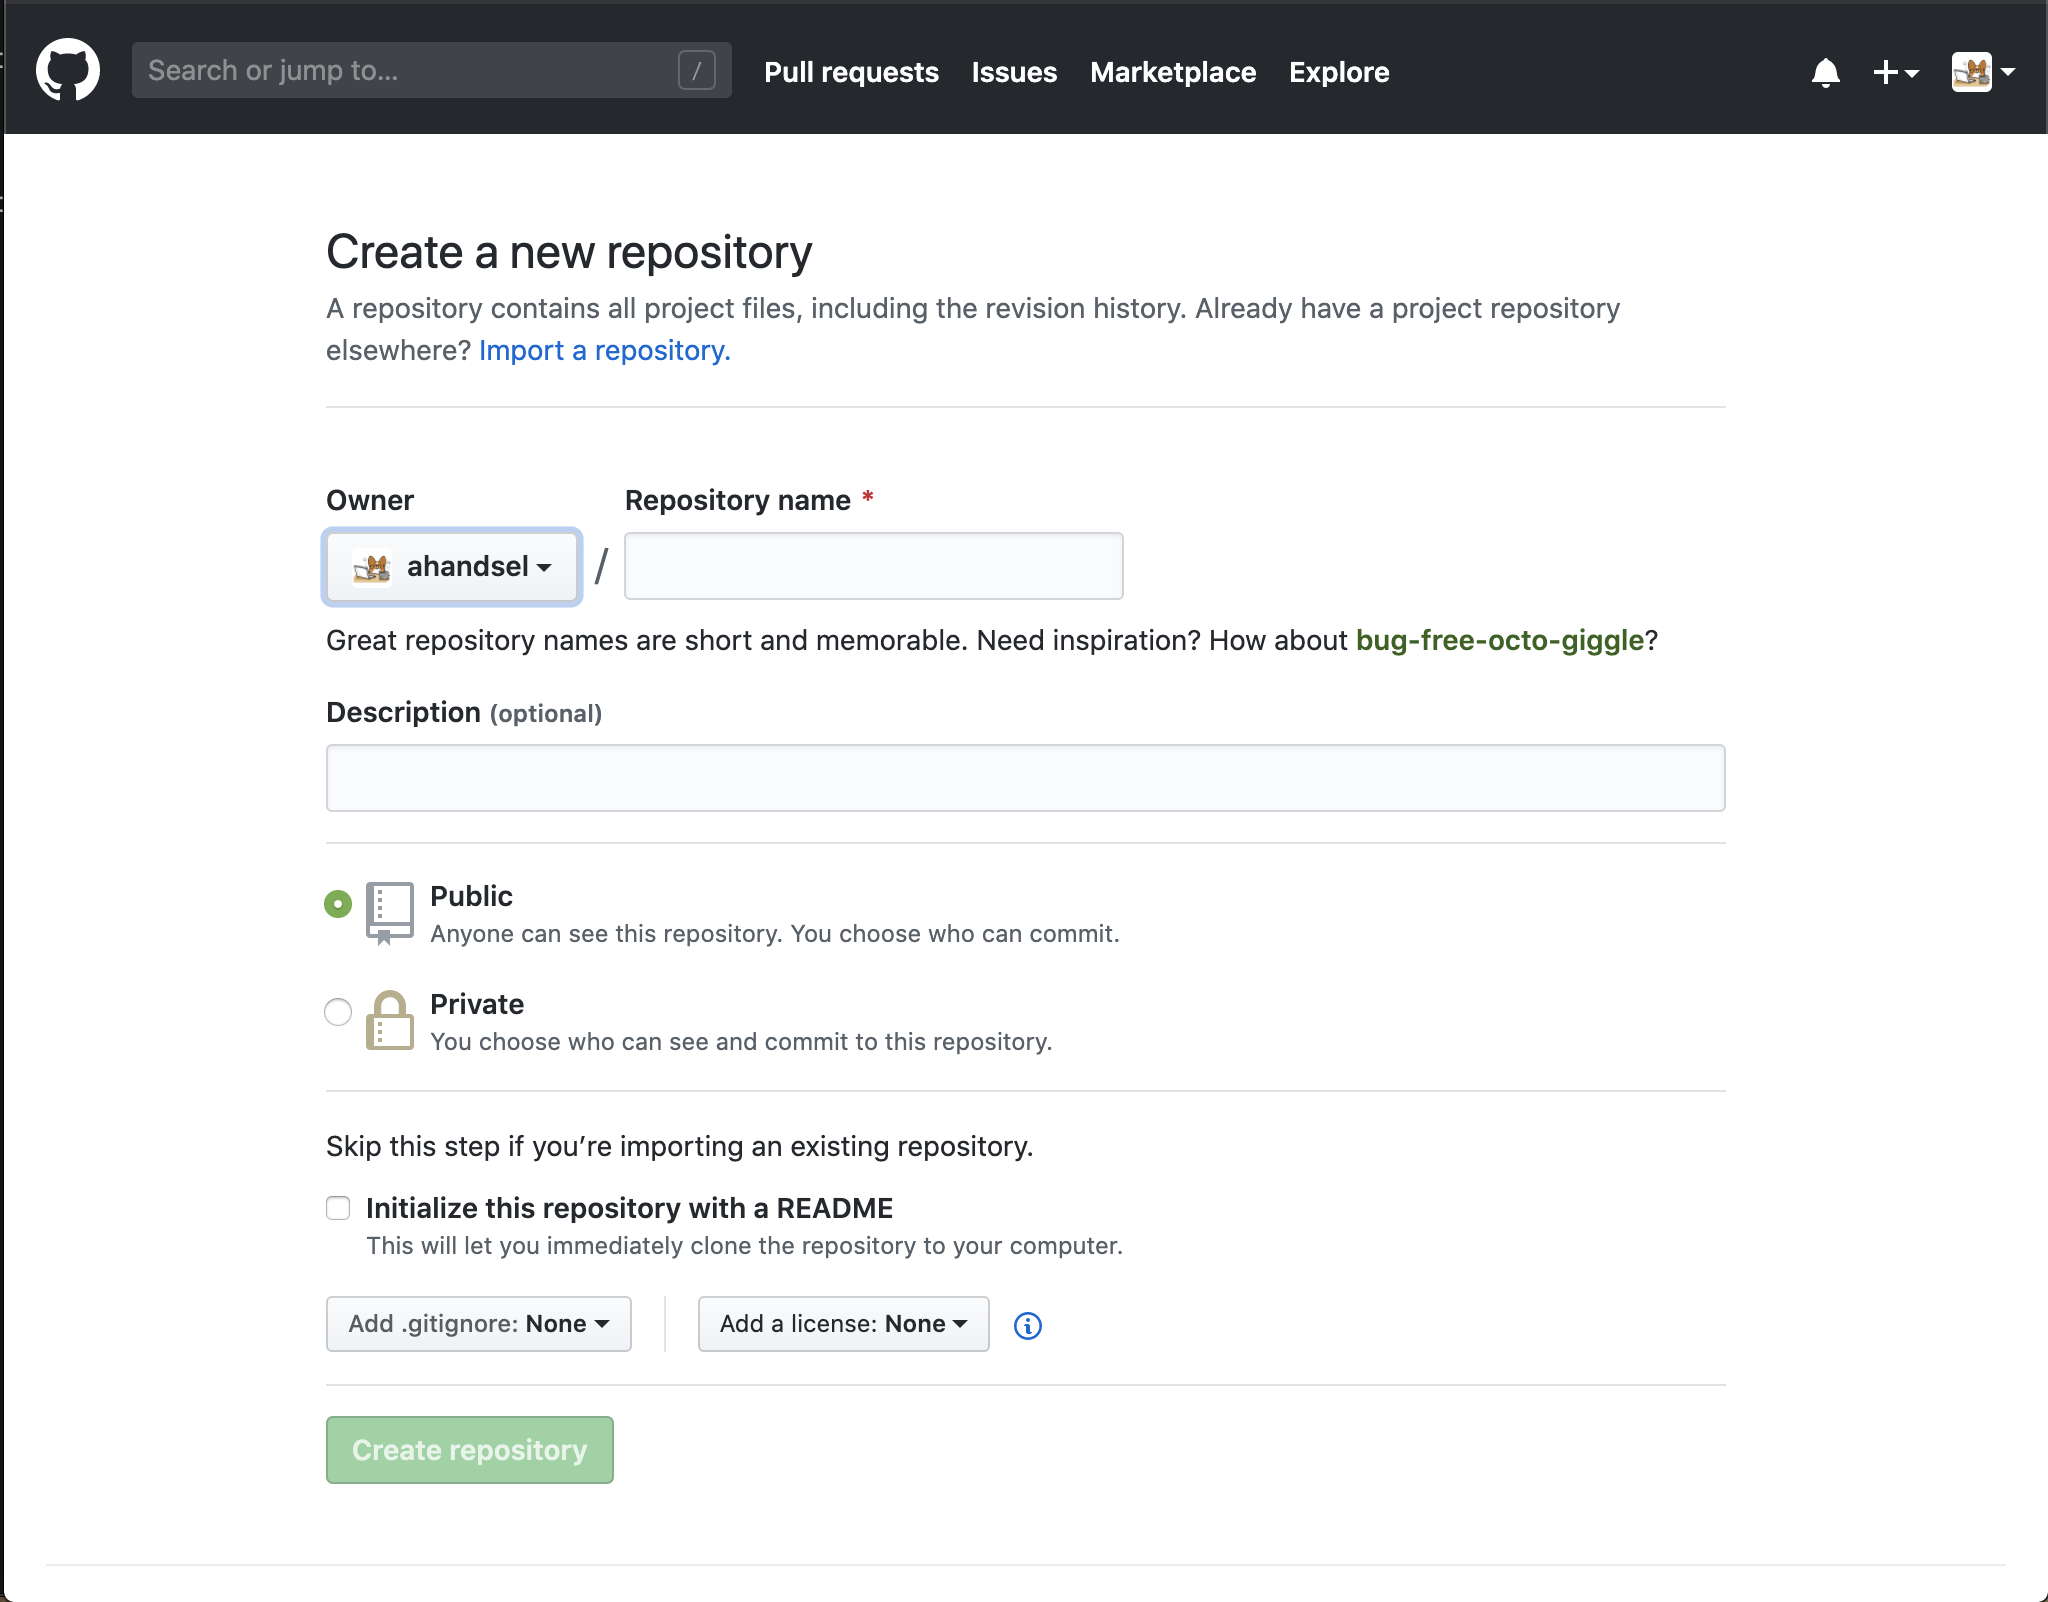 Search or jump to... /
Pull requests Issues Marketplace Explore
Create a new repository
A repository contains all project files, including the revision history. Already have a project repository
elsewhere? Import a repository.
Owner Repository name *
ahandsel /
Great repository names are short and memorable. Need inspiration? How about bug-free-octo-giggle?
Description (optional)
Public
Anyone can see this repository. You choose who can commit.
Private
You choose who can see and commit to this repository.
Skip this step if you’re importing an existing repository.
Initialize this repository with a README
This will let you immediately clone the repository to your computer.
Add .gitignore: None Add a license: None
Create repository